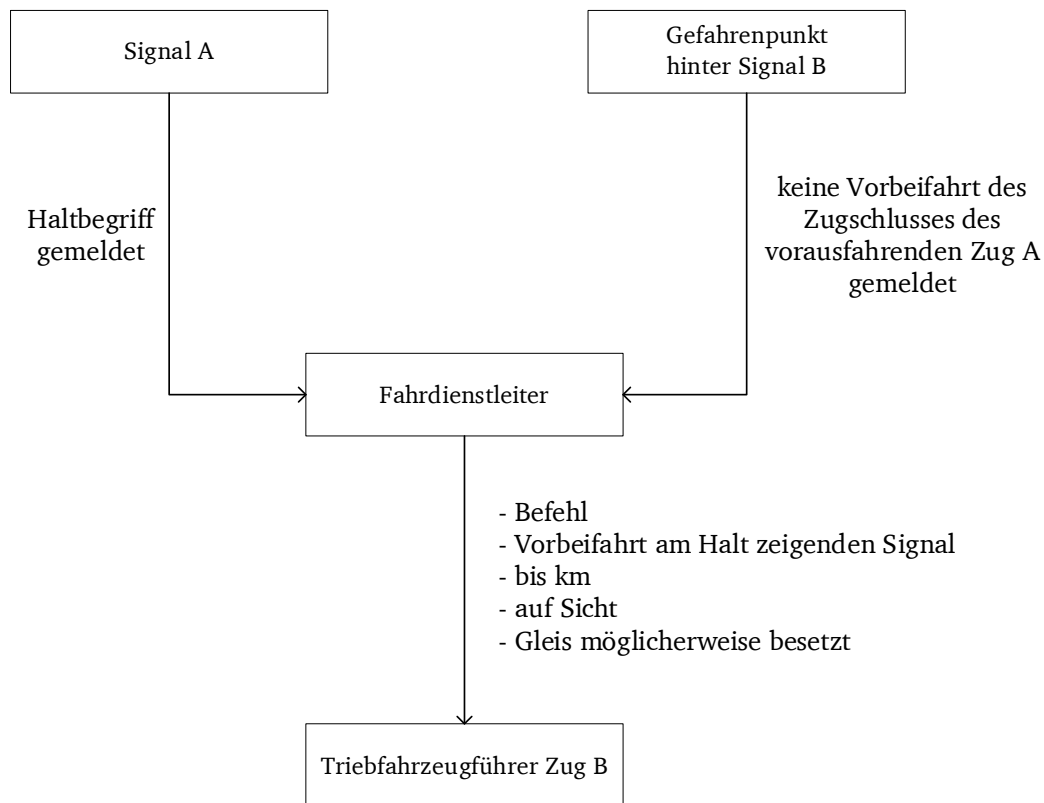 Signal A
Gefahrenpunkt
hinter Signal B
Haltbegriff
gemeldet
keine Vorbeifahrt des
Zugschlusses des
vorausfahrenden Zug A
gemeldet
Fahrdienstleiter
- Befehl
- Vorbeifahrt am Halt zeigenden Signal
- bis km
- auf Sicht
- Gleis möglicherweise besetzt
Triebfahrzeugführer Zug B